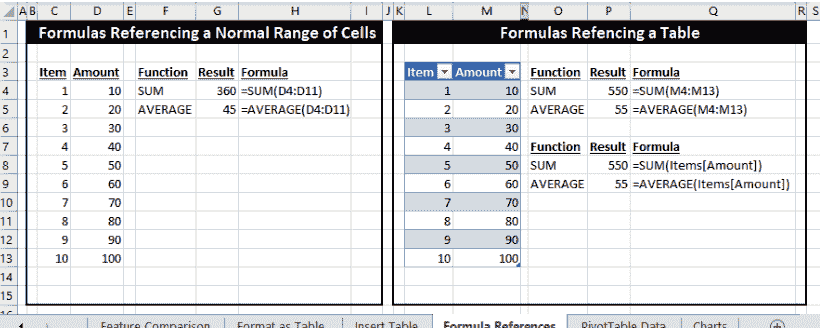 A B C D E F G H I J K L M N O P Q R S
1 Formulas Referencing a Normal Range of Cells Formulas Refencing a Table
2
3 Item Amount Function Result Formula Item Amount Function Result Formula
4 1 10 SUM 360 =SUM(D4:D11) 1 10 SUM 550 =SUM(M4:M13)
5 2 20 AVERAGE 45 =AVERAGE(D4:D11) 2 20 AVERAGE 55 =AVERAGE(M4:M13)
6 3 30 3 30
7 4 40 4 40 Function Result Formula
8 5 50 5 50 SUM 550 =SUM(Items[Amount])
9 6 60 6 60 AVERAGE 55 =AVERAGE(Items[Amount])
10 7 70 7 70
11 8 80 8 80
12 9 90 9 90
13 10 100 10 100
14
15
16
Feature Comparison Format as Table Insert Table Formula References PivotTable Data Charts